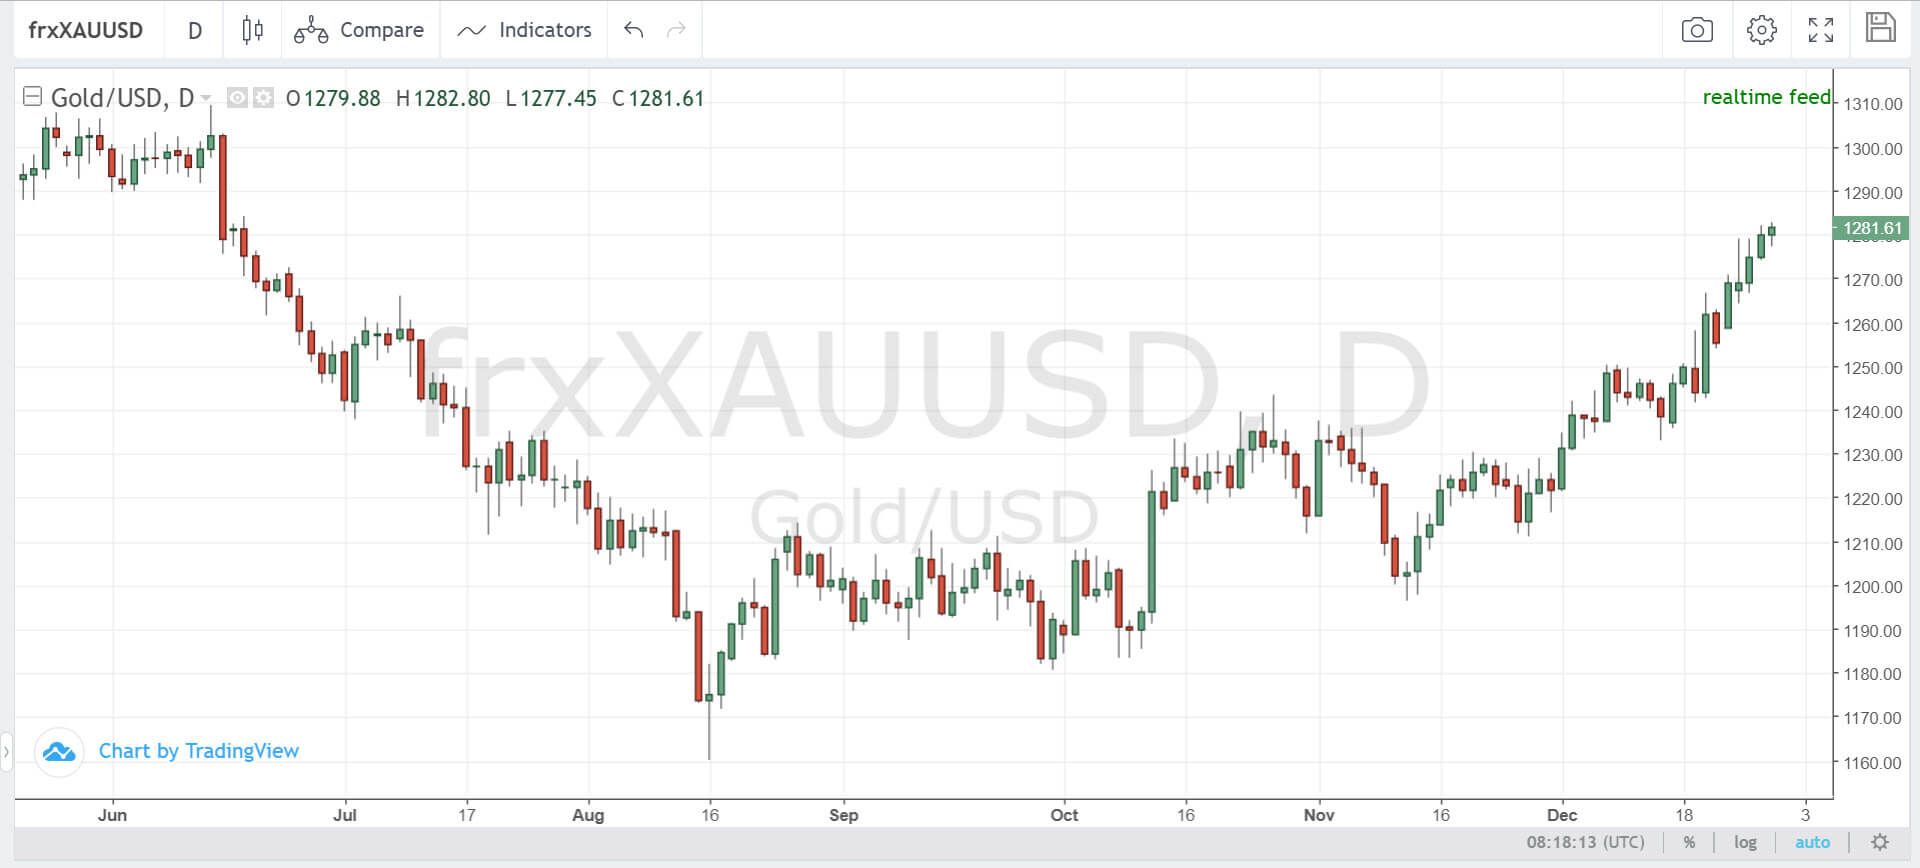 frxXAUUSD D Compare Indicators
Gold/USD, D O 1279.88 H 1282.80 L 1277.45 C 1281.61
realtime feed
1310.00
1300.00
1290.00
1281.61
1280.00
1270.00
1260.00
1250.00
1240.00
1230.00
1220.00
1210.00
1200.00
1190.00
1180.00
1170.00
1160.00
frxXAUUSD, D
Gold/USD
Chart by TradingView
Jun Jul 17 Aug 16 Sep Oct 16 Nov 16 Dec 18 3
08:18:13 (UTC) % log auto